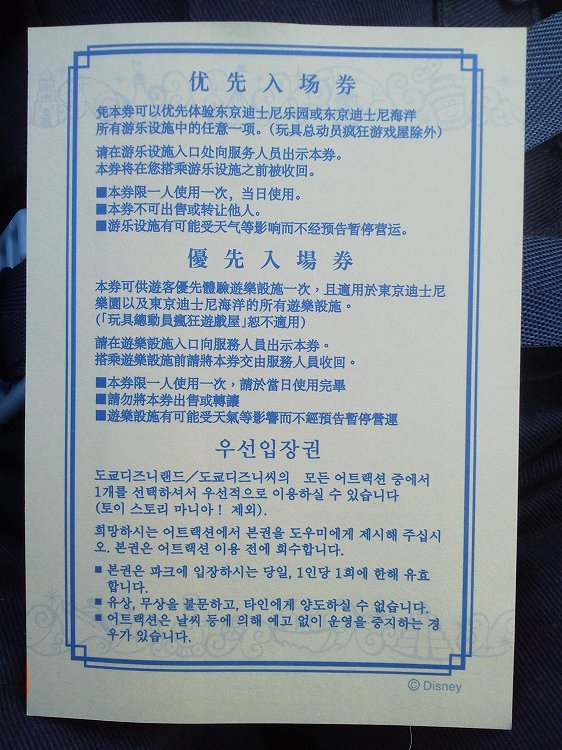 优先入场券
凭本券可以优先体验东京迪士尼乐园或东京迪士尼海洋
所有游乐设施中的任意一项。(玩具总动员疯狂游戏屋除外)
请在游乐设施入口处向服务人员出示本券。
本券将在您搭乘游乐设施之前被收回。
■本券限一人使用一次，当日使用。
■本券不可出售或转让他人。
■游乐设施有可能受天气等影响而不经预告暂停营运。
優先入場券
本券可供遊客優先體驗遊樂設施一次，且適用於東京迪士尼
樂園以及東京迪士尼海洋的所有遊樂設施。
(「玩具總動員瘋狂遊戲屋」恕不適用)
請在遊樂設施入口向服務人員出示本券。
搭乘遊樂設施前請將本券交由服務人員收回。
■本券限一人使用一次，請於當日使用完畢
■請勿將本券出售或轉讓
■遊樂設施有可能受天氣等影響而不經預告暫停營運
우선입장권
도쿄디즈니랜드／도쿄디즈니씨의 모든 어트랙션 중에서
1개를 선택하셔서 우선적으로 이용하실 수 있습니다
(토이 스토리 마니아！ 제외).
희망하시는 어트랙션에서 본권을 도우미에게 제시해 주십시
오. 본권은 어트랙션 이용 전에 회수합니다.
■ 본권은 파크에 입장하시는 당일, 1인당 1회에 한해 유효
합니다.
■ 유상, 무상을 불문하고, 타인에게 양도하실 수 없습니다.
■ 어트랙션은 날씨 등에 의해 예고 없이 운영을 중지하는 경
우가 있습니다.
© Disney